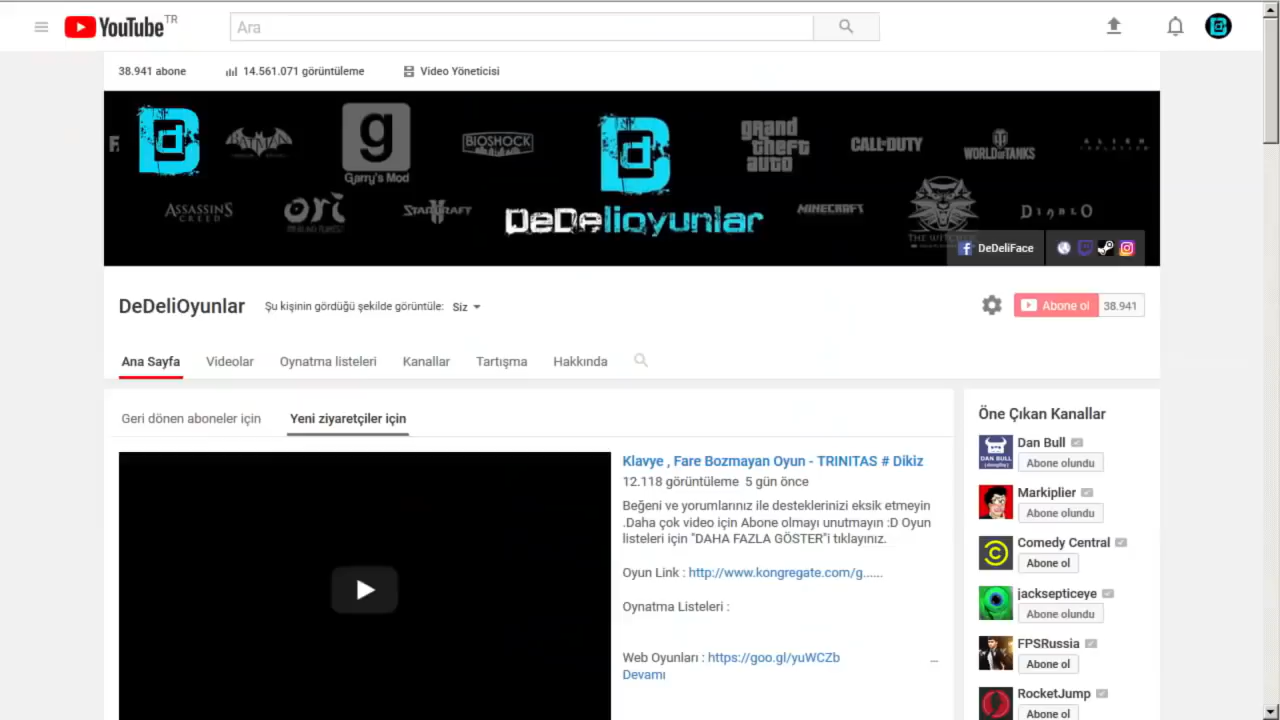 YouTube TR
Ara
38.941 abone
14.561.071 görüntüleme
Video Yöneticisi
BATMAN
g
Garry's Mod
BIOSHOCK
grand
theft
auto
CALL·DUTY
WORLD OF TANKS
ALIEN
ASSASSINS
CREED
ori
STARCRAFT
DeDelioyunlar
MINECRAFT
THE WITCHER
DIABLO
DeDeliFace
DeDeliOyunlar
Şu kişinin gördüğü şekilde görüntüle: Siz
Abone ol 38.941
Ana Sayfa
Videolar
Oynatma listeleri
Kanallar
Tartışma
Hakkında
Geri dönen aboneler için
Yeni ziyaretçiler için
Klavye , Fare Bozmayan Oyun - TRINITAS # Dikiz
12.118 görüntüleme 5 gün önce
Beğeni ve yorumlarınız ile desteklerinizi eksik etmeyin
.Daha çok video için Abone olmayı unutmayın :D Oyun
listeleri için "DAHA FAZLA GÖSTER"i tıklayınız.
Oyun Link : http://www.kongregate.com/g......
Oynatma Listeleri :
Web Oyunları : https://goo.gl/yuWCZb ...
Devamı
Öne Çıkan Kanallar
DAN BULL
Dan Bull
Abone olundu
Markiplier
Abone olundu
Comedy Central
Abone ol
jacksepticeye
Abone olundu
FPSRussia
Abone ol
RocketJump
Abone ol